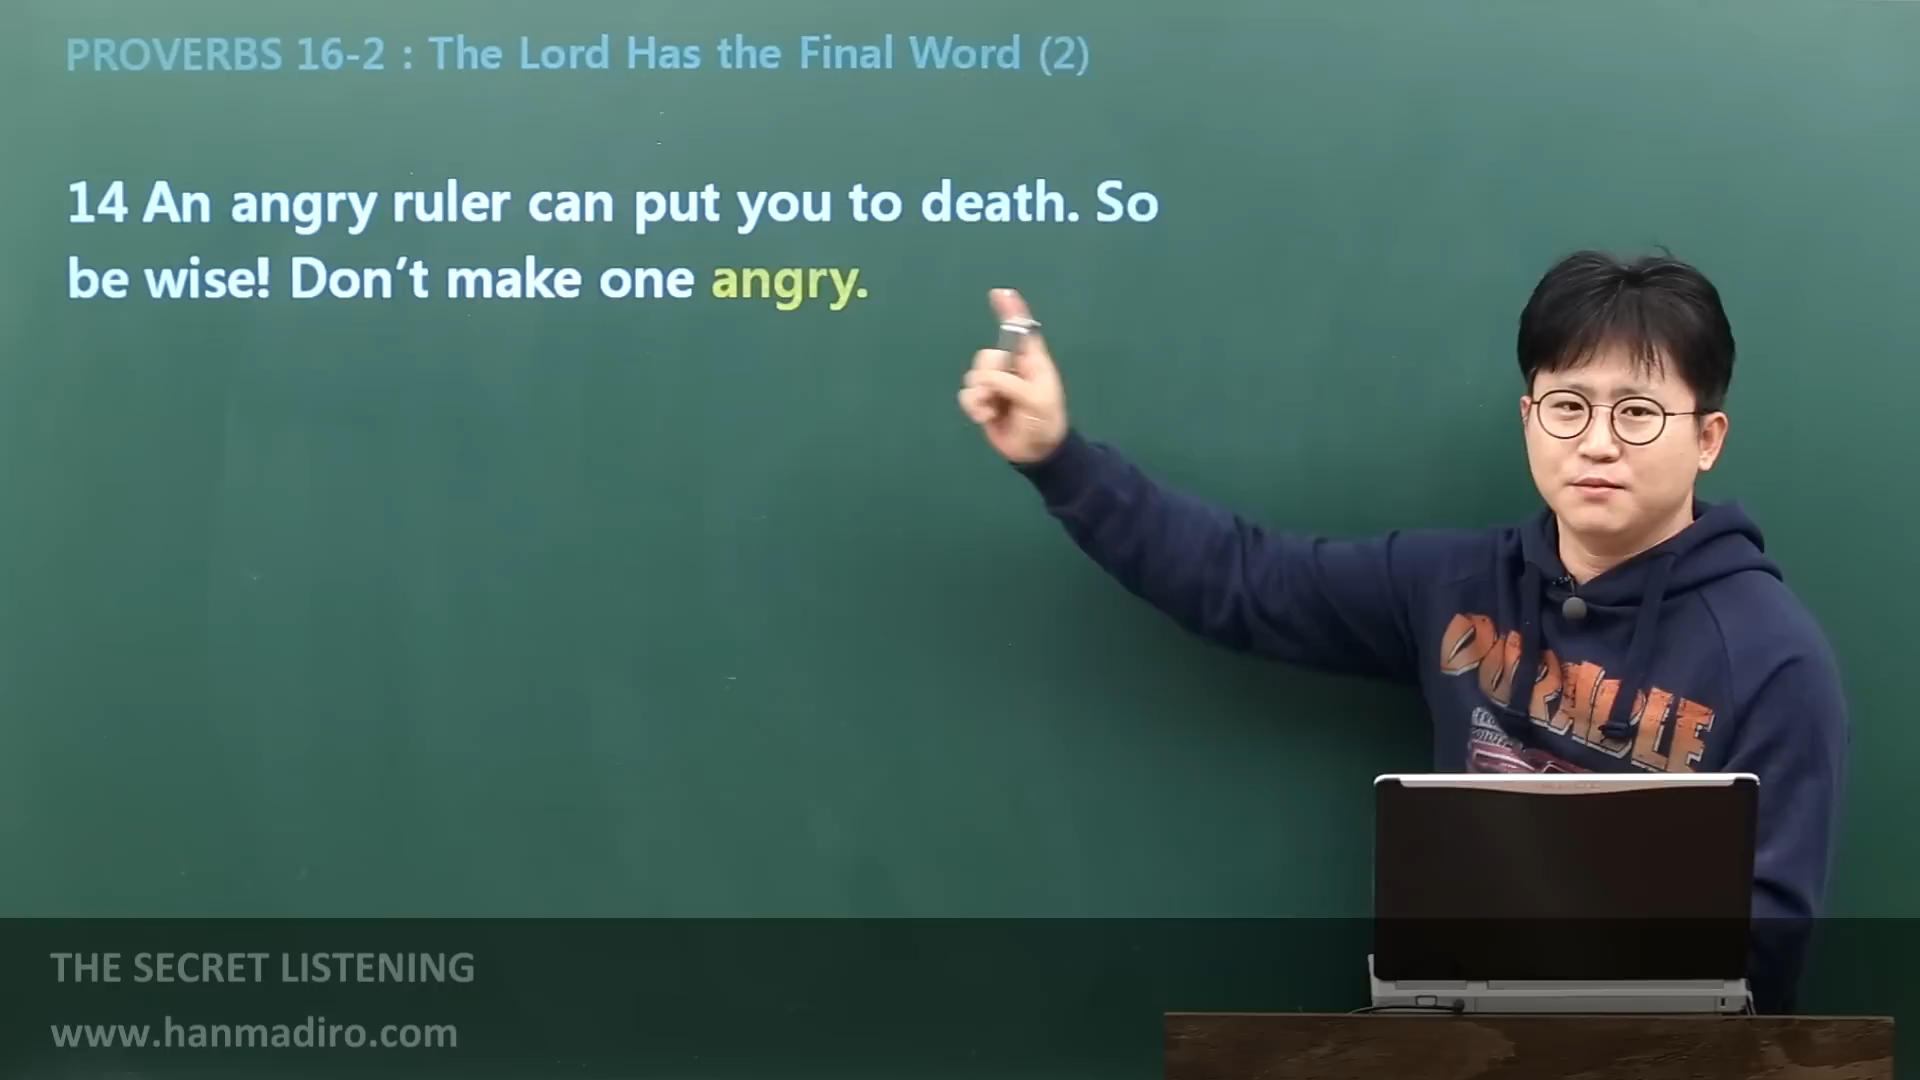 PROVERBS 16-2 : The Lord Has the Final Word (2)
14 An angry ruler can put you to death. So
be wise! Don’t make one angry.
DURABLE
THE SECRET LISTENING
www.hanmadiro.com